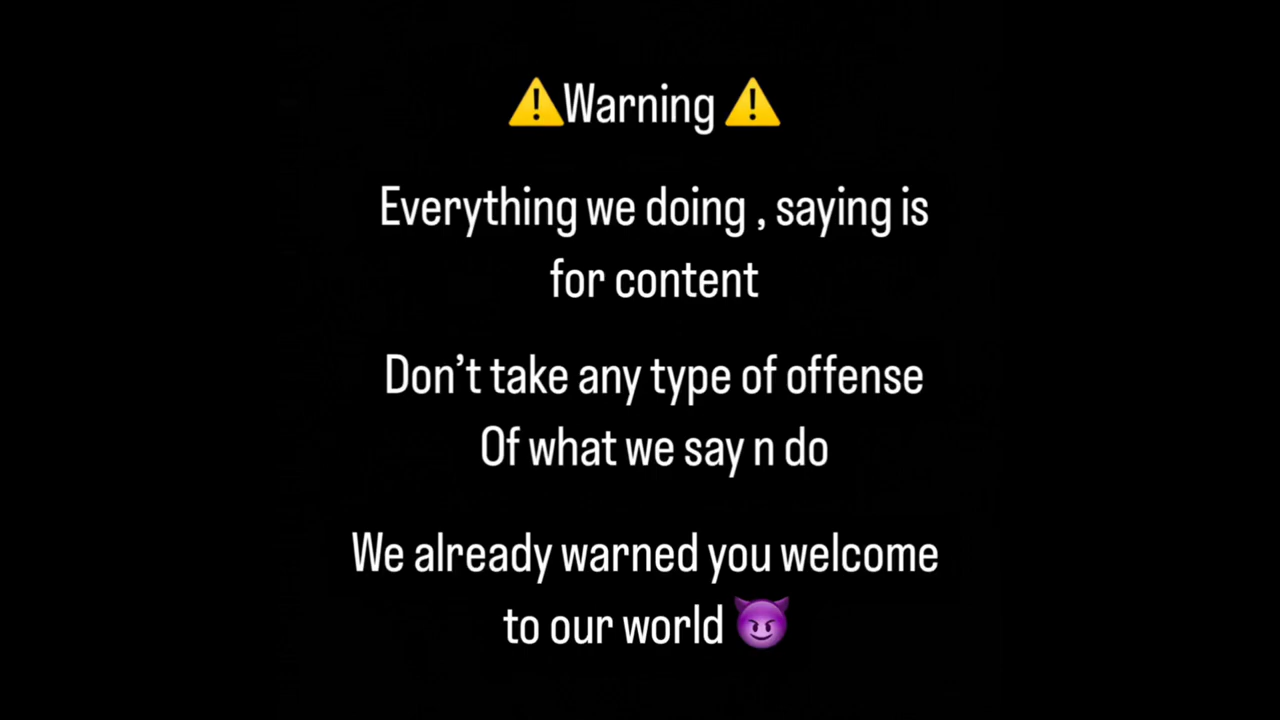 ⚠️Warning ⚠️
Everything we doing , saying is
for content
Don’t take any type of offense
Of what we say n do
We already warned you welcome
to our world 😈